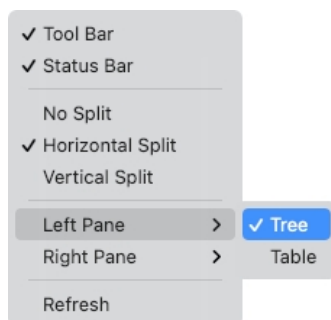 ✓ Tool Bar
✓ Status Bar
No Split
✓ Horizontal Split
Vertical Split
Left Pane >
✓ Tree
Right Pane >
Table
Refresh